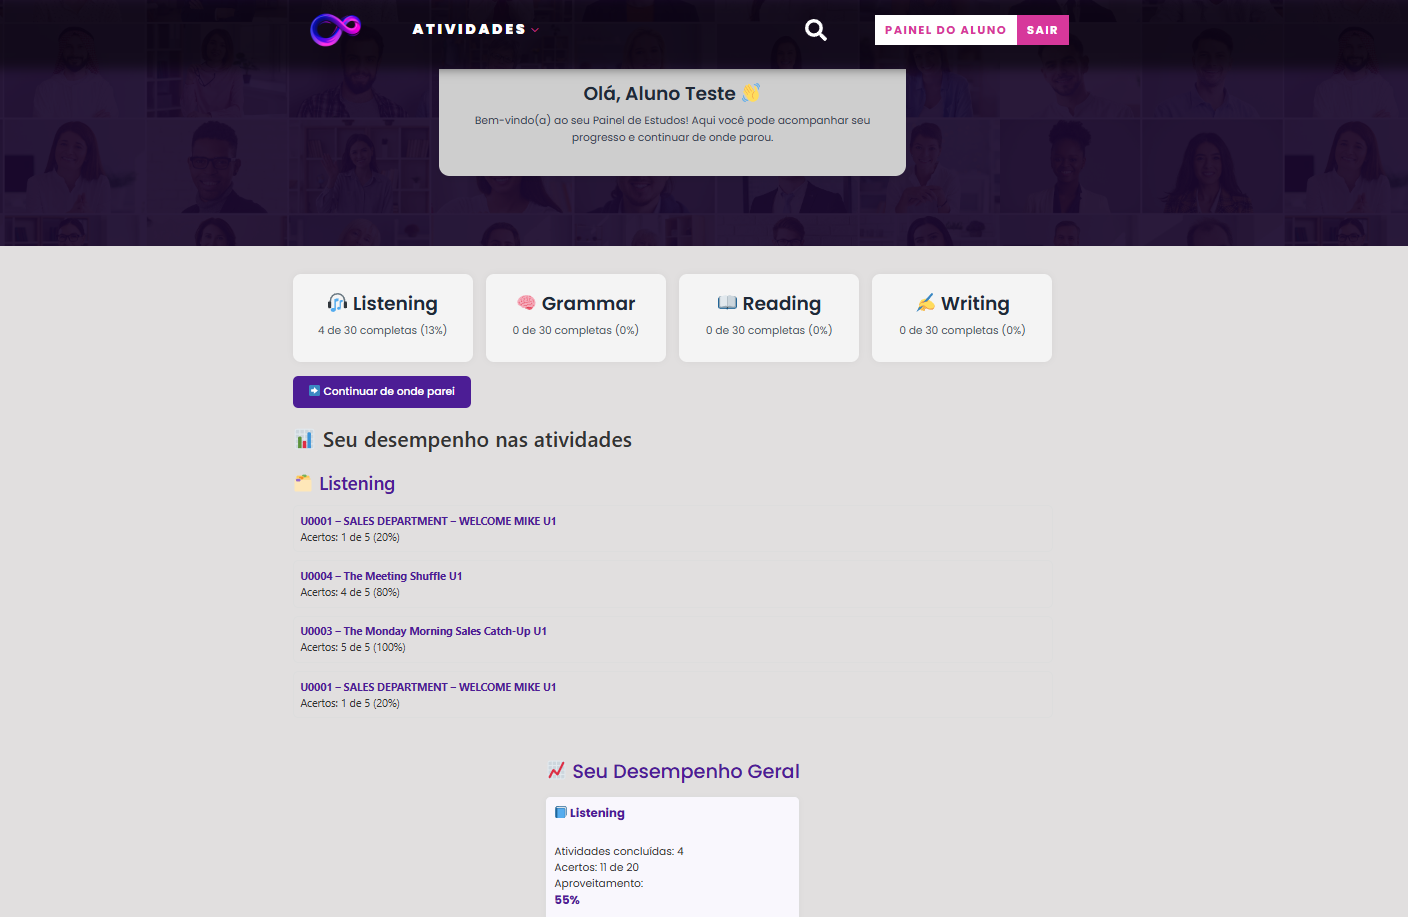 ATIVIDADES
PAINEL DO ALUNO
SAIR
Olá, Aluno Teste 👋
Bem-vindo(a) ao seu Painel de Estudos! Aqui você pode acompanhar seu
progresso e continuar de onde parou.
🎧 Listening
4 de 30 completas (13%)
🧠 Grammar
0 de 30 completas (0%)
📖 Reading
0 de 30 completas (0%)
✍️ Writing
0 de 30 completas (0%)
➡️ Continuar de onde parei
📊 Seu desempenho nas atividades
🗂️ Listening
U0001 – SALES DEPARTMENT – WELCOME MIKE U1
Acertos: 1 de 5 (20%)
U0004 – The Meeting Shuffle U1
Acertos: 4 de 5 (80%)
U0003 – The Monday Morning Sales Catch-Up U1
Acertos: 5 de 5 (100%)
U0001 – SALES DEPARTMENT – WELCOME MIKE U1
Acertos: 1 de 5 (20%)
📈 Seu Desempenho Geral
📘 Listening
Atividades concluídas: 4
Acertos: 11 de 20
Aproveitamento:
55%